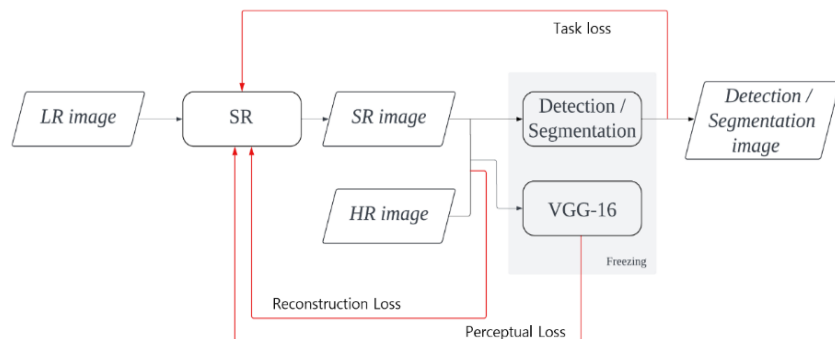 Task loss
LR image
SR
SR image
Detection /
Segmentation
Detection /
Segmentation
image
HR image
VGG-16
Freezing
Reconstruction Loss
Perceptual Loss